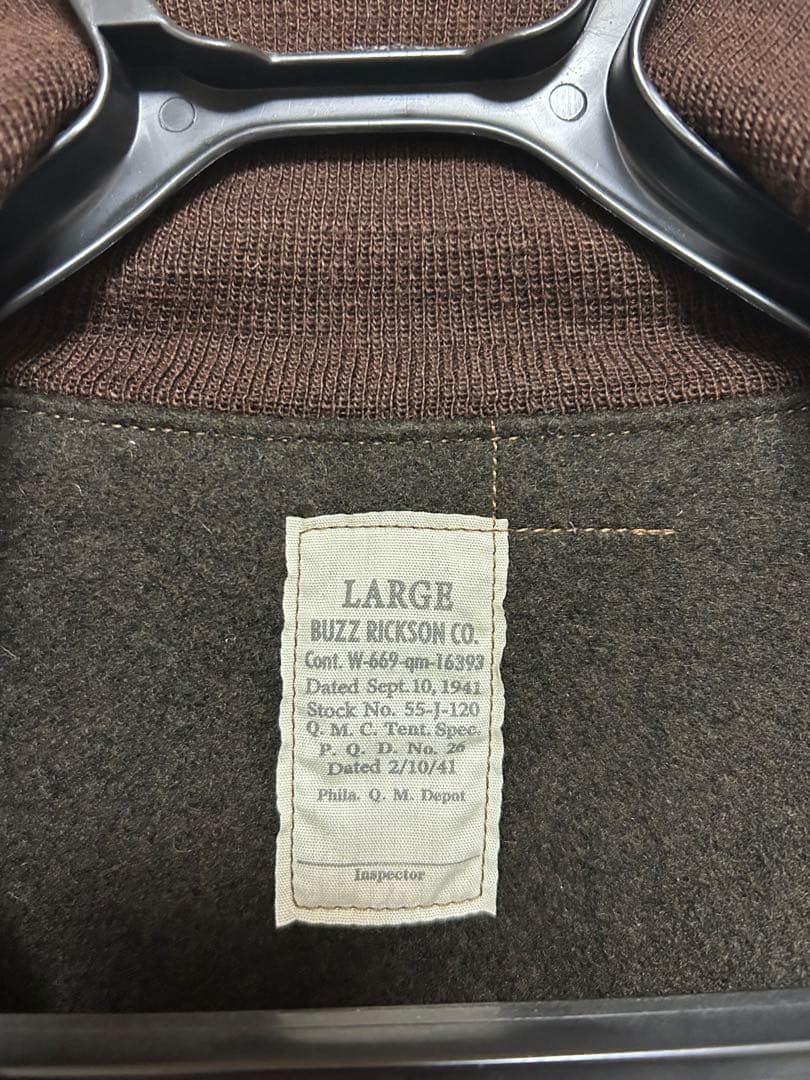 LARGE
BUZZ RICKSON CO.
Cont. W-669-qm-16393
Dated Sept. 10, 1941
Stock No. 55-J-120
Q. M. C. Tent. Spec.
P. Q. D. No. 26
Dated 2/10/41
Phila. Q. M. Depot
Inspector